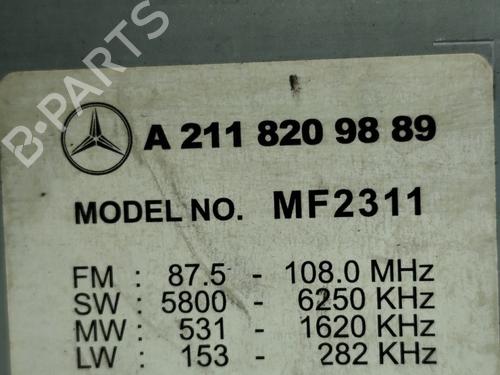 B-PARTS
A 211 820 98 89
MODEL NO. MF2311
FM : 87.5 - 108.0 MHz
SW : 5800 - 6250 KHz
MW : 531 - 1620 KHz
LW : 153 - 282 KHz